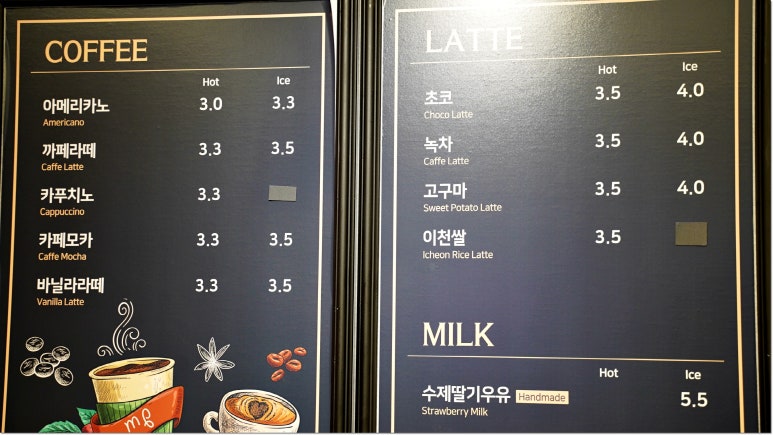 COFFEE
Hot Ice
아메리카노 3.0 3.3
Americano
까페라떼 3.3 3.5
Caffe Latte
카푸치노 3.3
Cappuccino
카페모카 3.3 3.5
Caffe Mocha
바닐라라떼 3.3 3.5
Vanilla Latte
LATTE
Hot Ice
초코 3.5 4.0
Choco Latte
녹차 3.5 4.0
Caffe Latte
고구마 3.5 4.0
Sweet Potato Latte
이천쌀 3.5
Icheon Rice Latte
MILK
Hot Ice
수제딸기우유 Handmade 5.5
Strawberry Milk